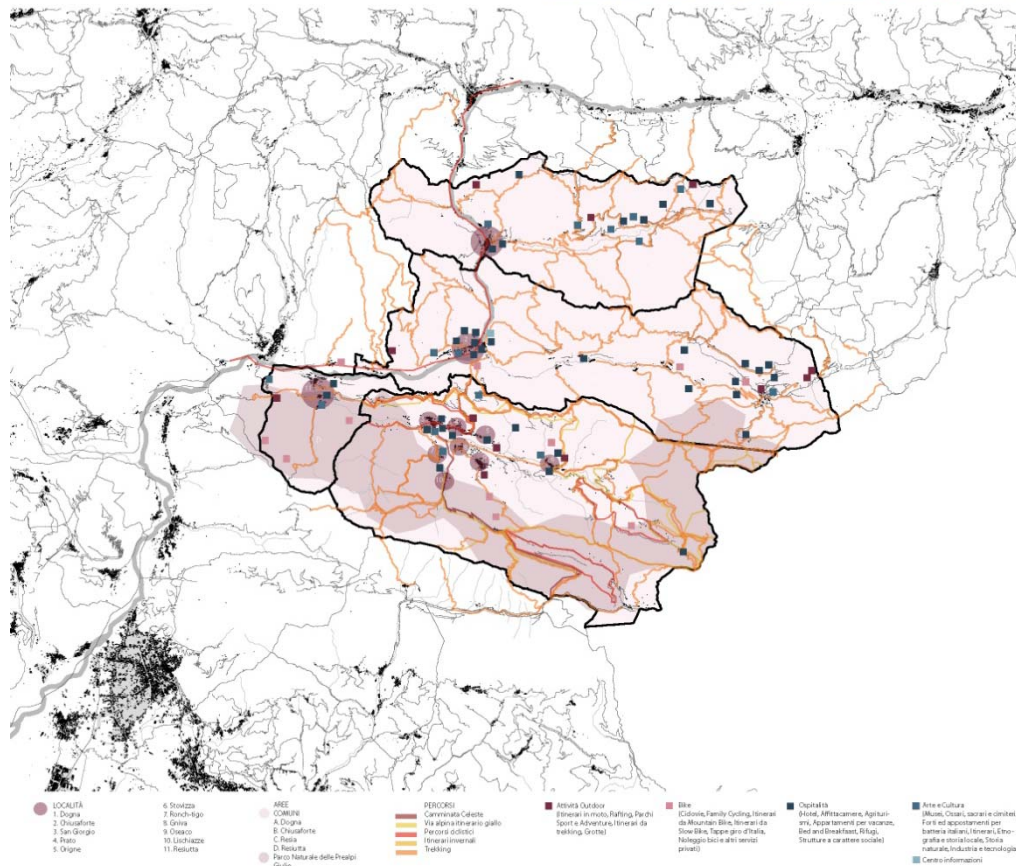 LOCALITÀ
1. Dogna
2. Chiusaforte
3. San Giorgio
4. Prato
5. Origne
6. Stovizza
7. Ronch-tigo
8. Gniva
9. Oseaco
10. Lischiazze
11. Resiutta
AREE
COMUNI
A. Dogna
B. Chiusaforte
C. Resia
D. Resiutta
Parco Naturale delle Prealpi
Giulie
PERCORSI
Camminata Celeste
Via alpina itinerario giallo
Percorsi ciclistici
Itinerari invernali
Trekking
Attività Outdoor
(Itinerari in moto, Rafting, Parchi
Sport e Adventure, Itinerari da
trekking, Grotte)
Bike
(Ciclovie, Family Cycling, Itinerari
da Mountain Bike, Itinerari da
Slow Bike, Tappe giro d'Italia,
Noleggio bici e altri servizi
privati)
Ospitalità
(Hotel, Affittacamere, Agrituri-
smi, Appartamenti per vacanze,
Bed and Breakfast, Rifugi,
Strutture a carattere sociale)
Arte e Cultura
(Musei, Ossari, sacrari e cimiteri,
Forti ed appostamenti per
batteria italiani, Itinerari, Etno-
grafia e storia locale, Storia
naturale, Industria e tecnologia)
Centro informazioni